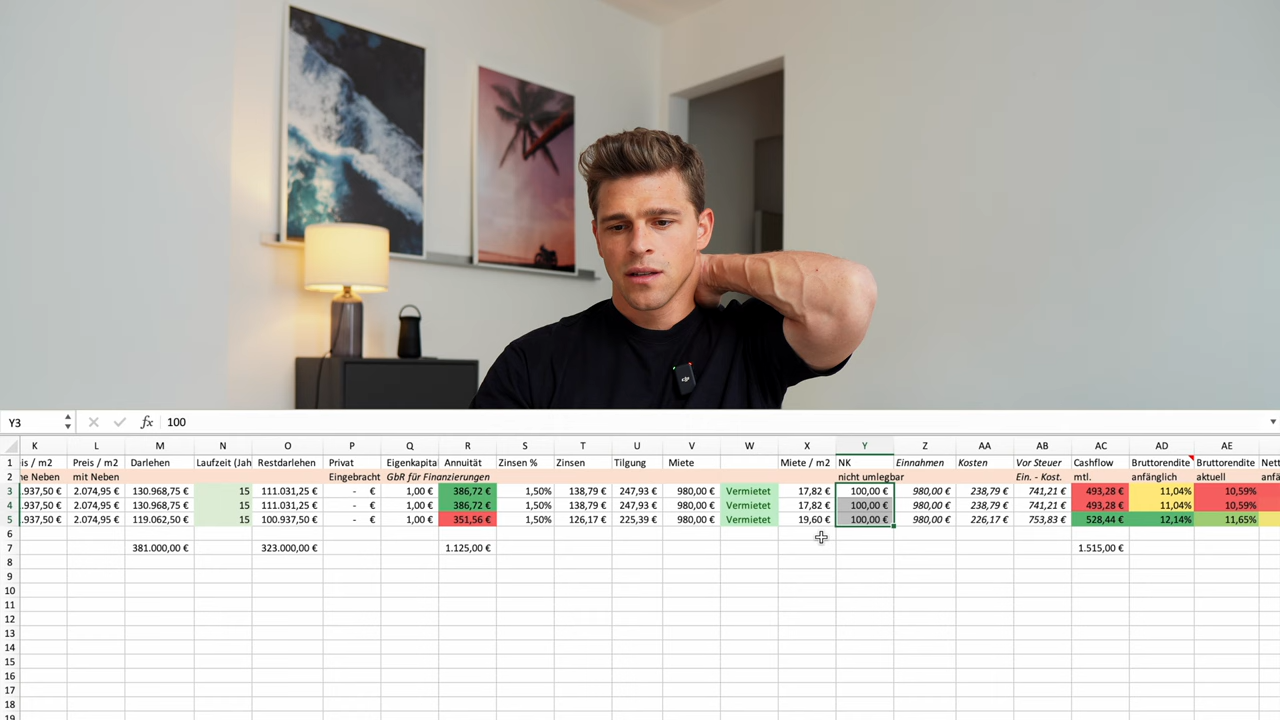 Y3 fx 100
K L M N O P Q R S T U V W X Y Z AA AB AC AD AE
1 is / m2 Preis / m2 Darlehen Laufzeit (Jah Restdarlehen Privat Eigenkapita Annuität Zinsen % Zinsen Tilgung Miete Miete / m2 NK Einnahmen Kosten Vor Steuer Cashflow Bruttorendite Bruttorendite Nett
2 ne Neben mit Neben Eingebracht GbR für Finanzierungen nicht umlegbar Ein. - Kost. mtl. anfänglich aktuell anfä
3 .937,50 € 2.074,95 € 130.968,75 € 15 111.031,25 € - € 1,00 € 386,72 € 1,50% 138,79 € 247,93 € 980,00 € Vermietet 17,82 € 100,00 € 980,00 € 238,79 € 741,21 € 493,28 € 11,04% 10,59%
4 .937,50 € 2.074,95 € 130.968,75 € 15 111.031,25 € - € 1,00 € 386,72 € 1,50% 138,79 € 247,93 € 980,00 € Vermietet 17,82 € 100,00 € 980,00 € 238,79 € 741,21 € 493,28 € 11,04% 10,59%
5 .937,50 € 2.074,95 € 119.062,50 € 15 100.937,50 € - € 1,00 € 351,56 € 1,50% 126,17 € 225,39 € 980,00 € Vermietet 19,60 € 100,00 € 980,00 € 226,17 € 753,83 € 528,44 € 12,14% 11,65%
6
7 381.000,00 € 323.000,00 € 1.125,00 € 1.515,00 €
8
9
10
11
12
13
14
15
16
17
18
19